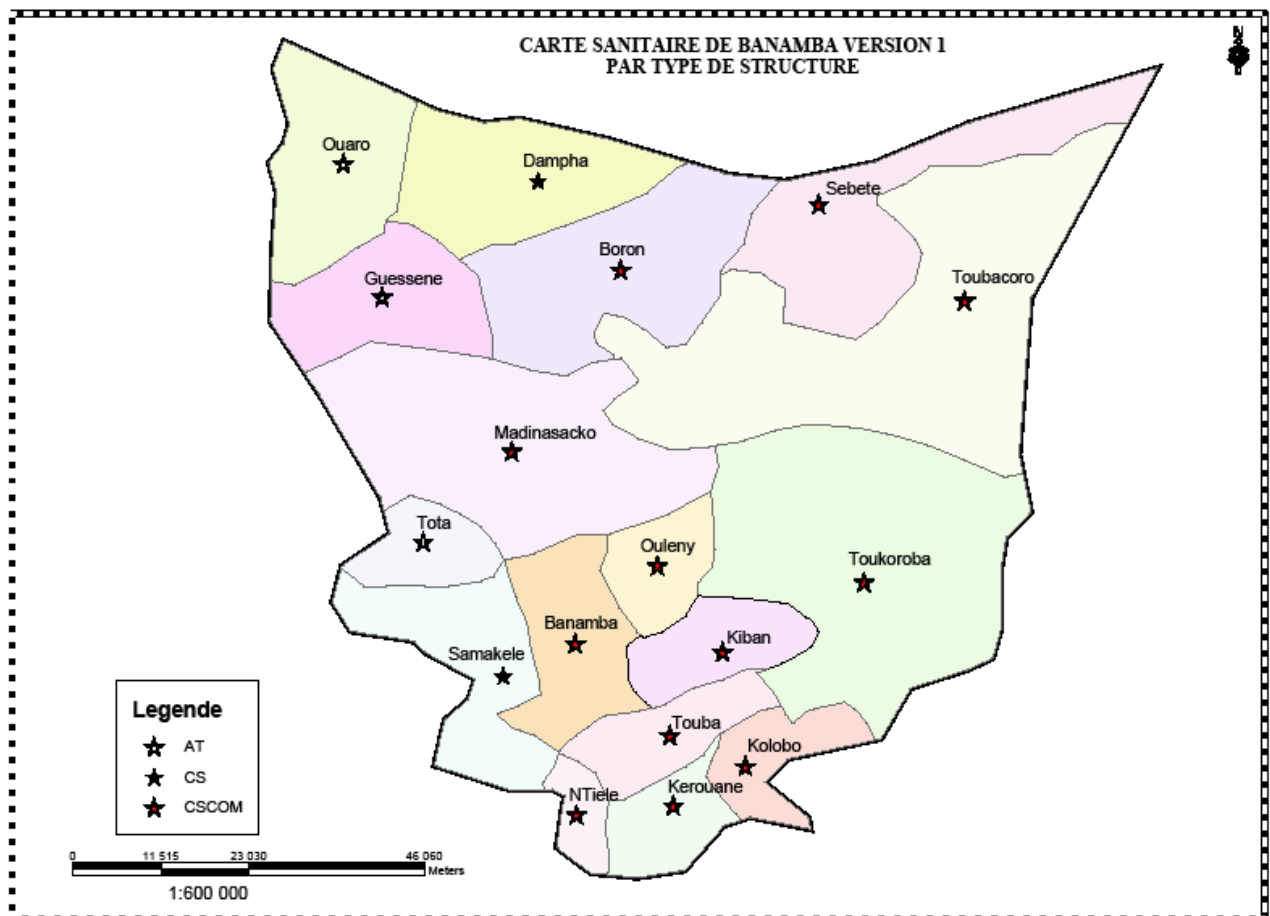 CARTE SANITAIRE DE BANAMBA VERSION 1
PAR TYPE DE STRUCTURE
N
Ouaro
Dampha
Sebete
Boron
Guessene
Toubacoro
Madinasacko
Tota
Ouleny
Toukoroba
Banamba
Kiban
Samakele
Touba
Kolobo
NTiele
Kerouane
Legende
AT
CS
CSCOM
0 11 515 23 030 46 060
Meters
1:600 000